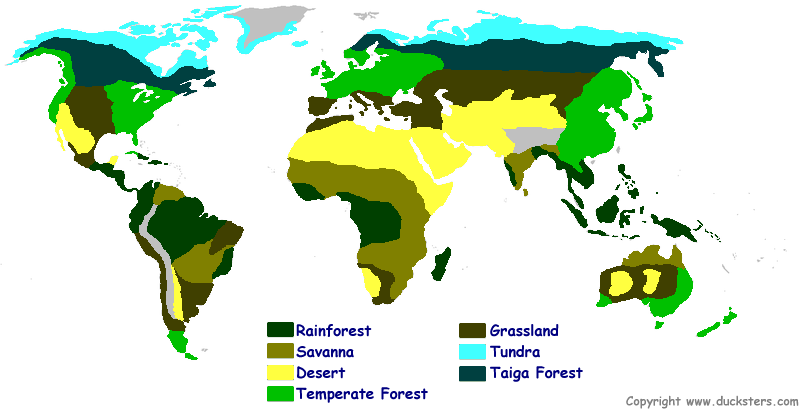 Rainforest
Savanna
Desert
Temperate Forest
Grassland
Tundra
Taiga Forest
Copyright www.ducksters.com